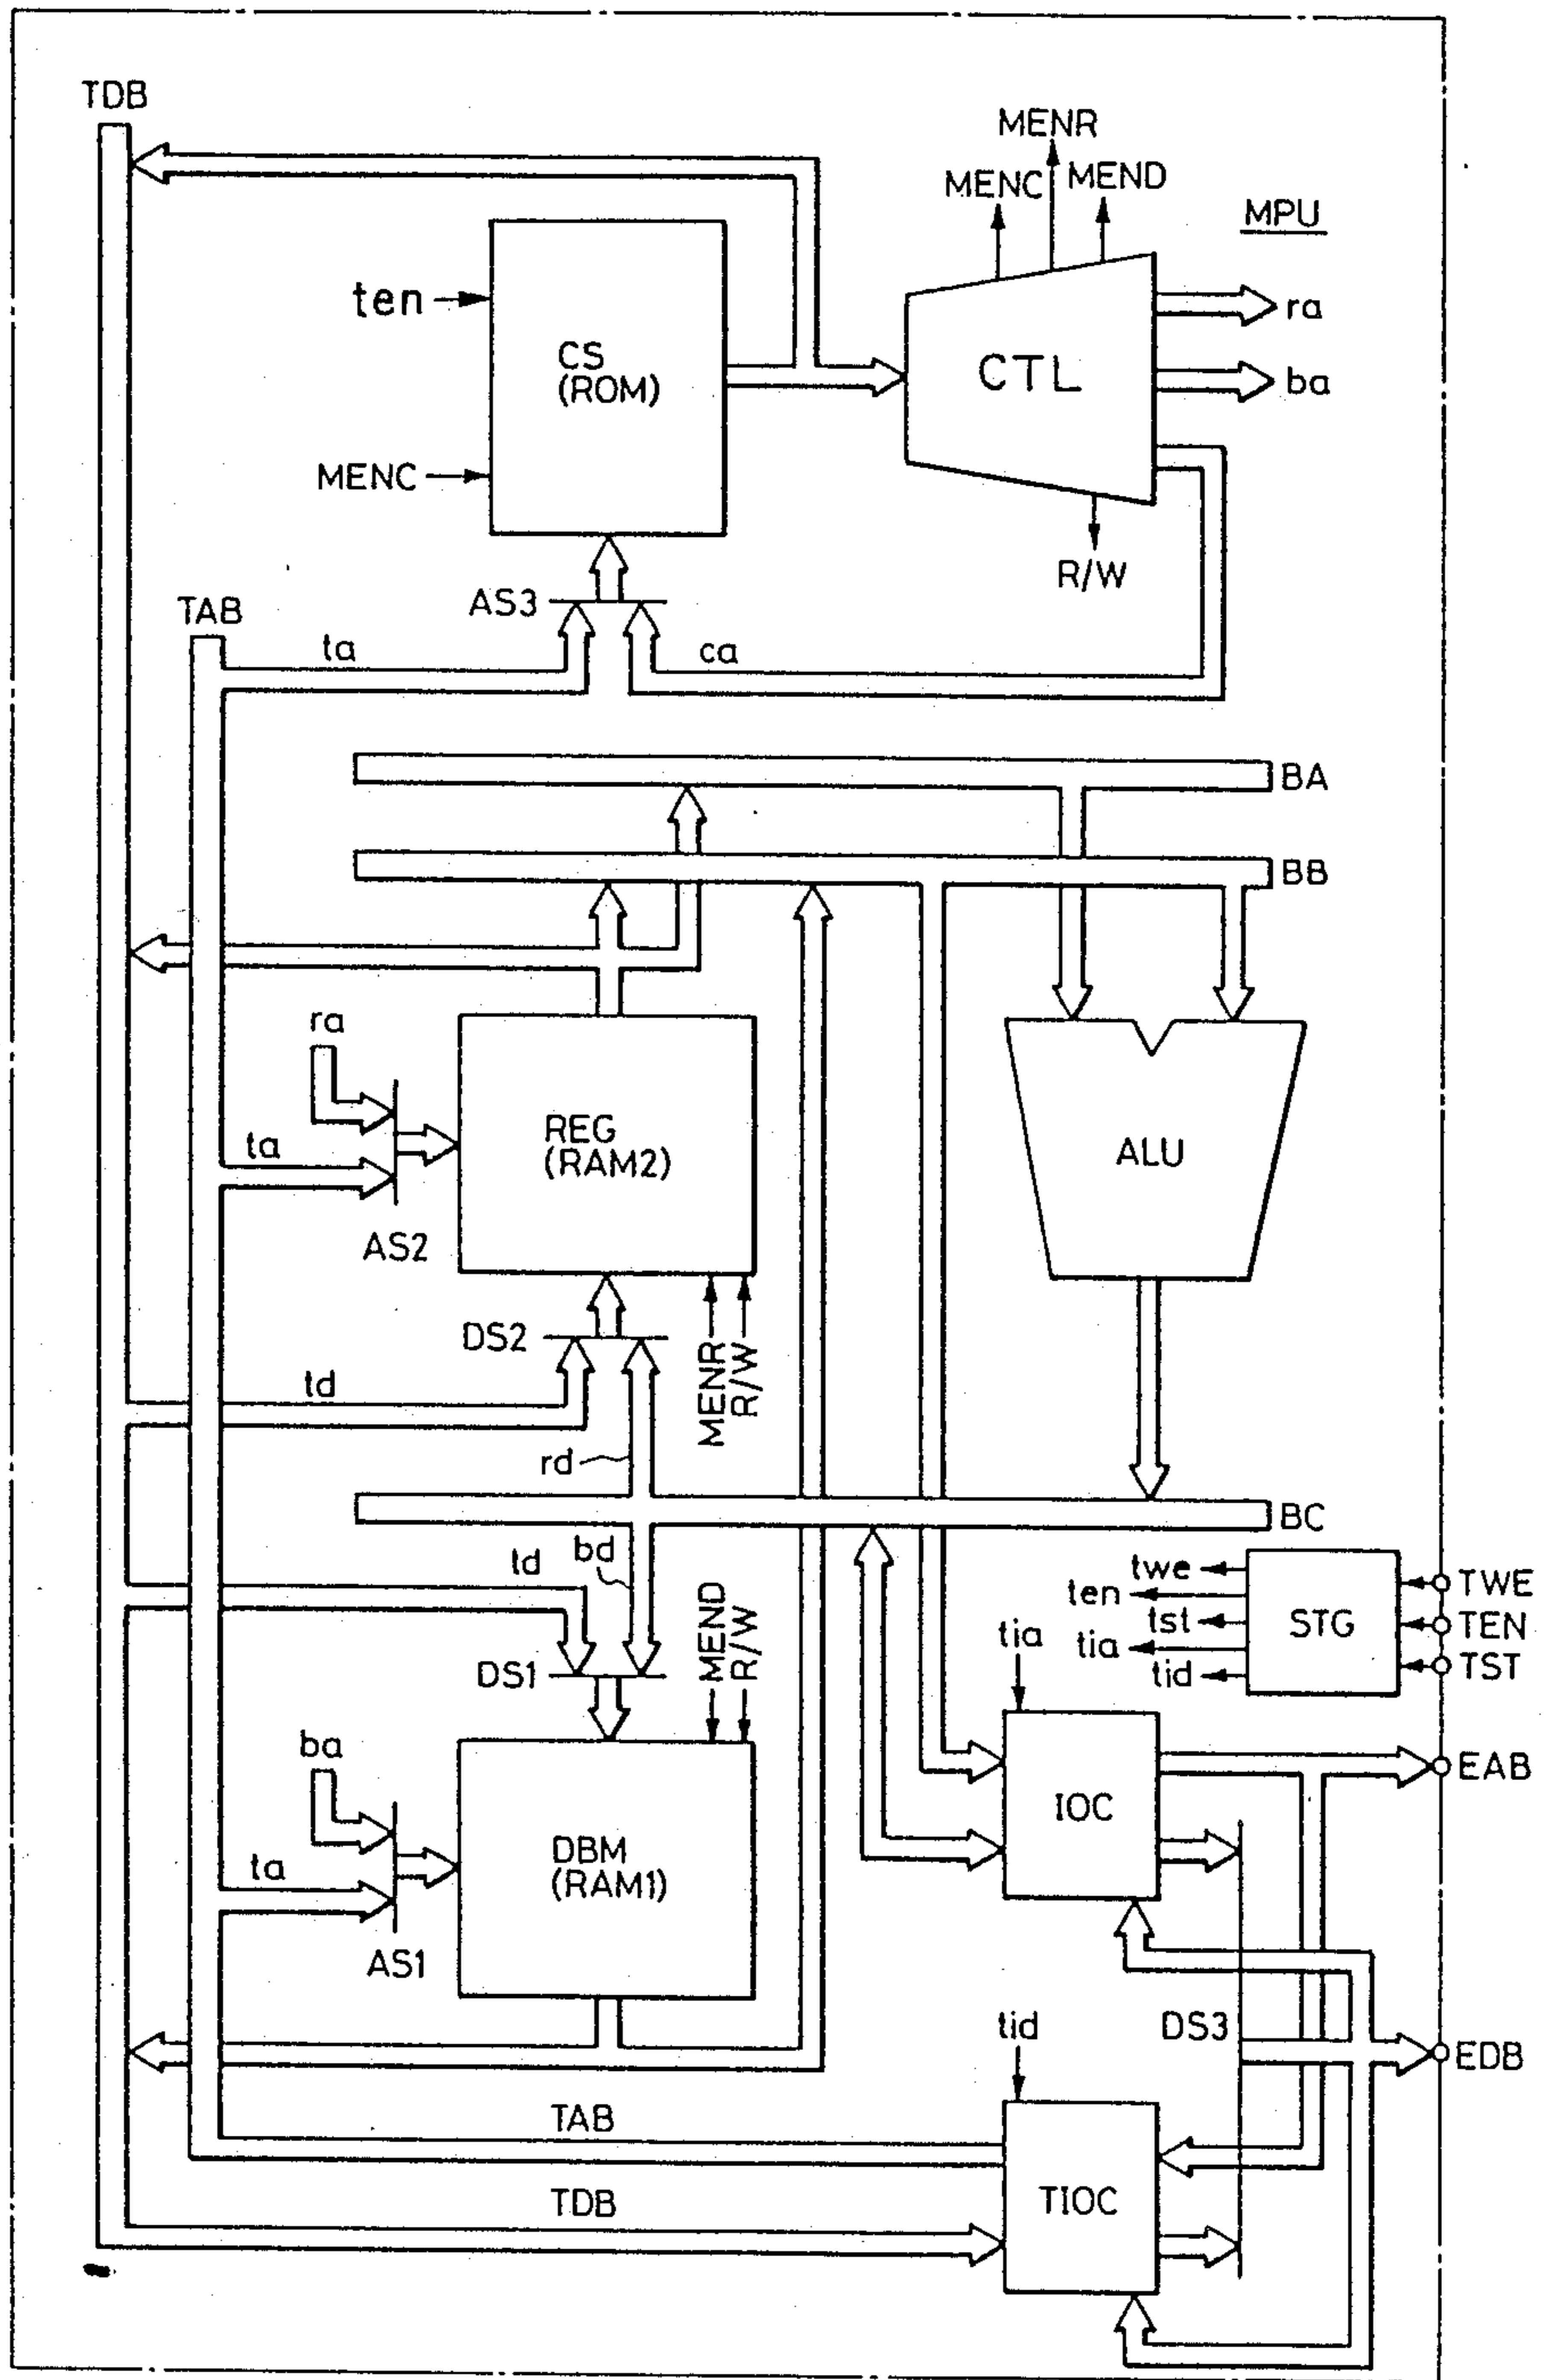 TDB
MENR
MENC
MEND
MPU
ten
CS
(ROM)
CTL
ra
ba
MENC
R/W
AS3
TAB
ta
ca
BA
BB
ra
ta
REG
(RAM2)
ALU
AS2
DS2
MENR
R/W
td
rd
BC
td
bd
MEND
R/W
twe
ten
tst
tia
tid
STG
TWE
TEN
TST
tia
DS1
ba
ta
DBM
(RAM1)
IOC
EAB
AS1
tid
DS3
EDB
TAB
TDB
TIOC